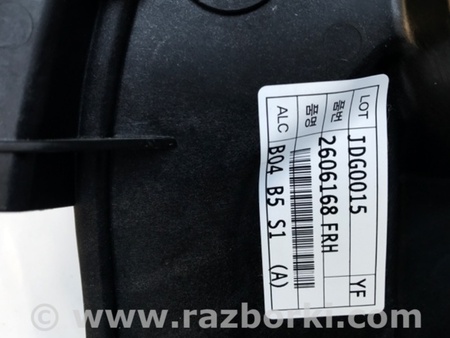 LOT IDG0015 YF
품번 2606168 FRH
품명
ALC B04 B5 S1 (A)
© www.razborki.com